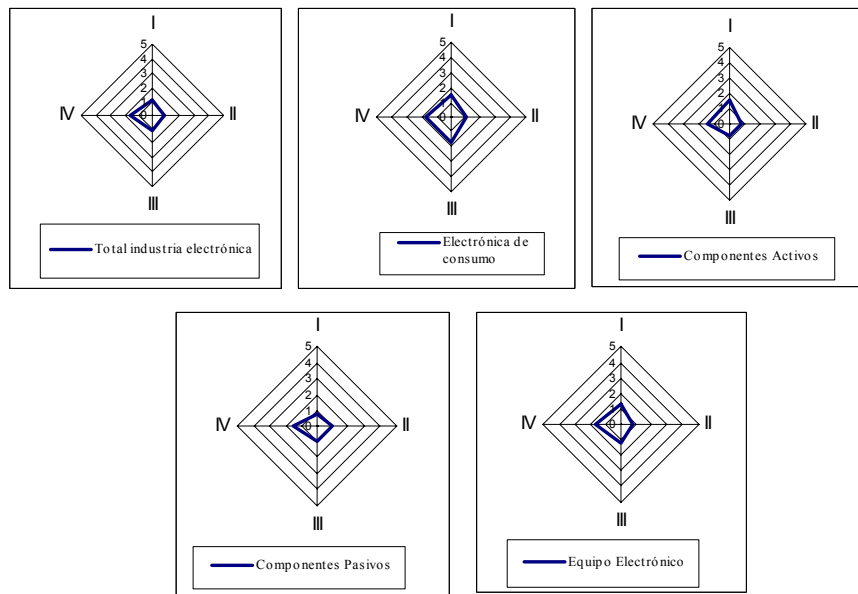 I
5
4
3
2
1
0
IV
II
III
Total industria electrónica
I
5
4
3
2
1
0
IV
II
III
Electrónica de
consumo
I
5
4
3
2
1
0
IV
II
III
Componentes Activos
I
5
4
3
2
1
0
IV
II
III
Componentes Pasivos
I
5
4
3
2
1
0
IV
II
III
Equipo Electrónico